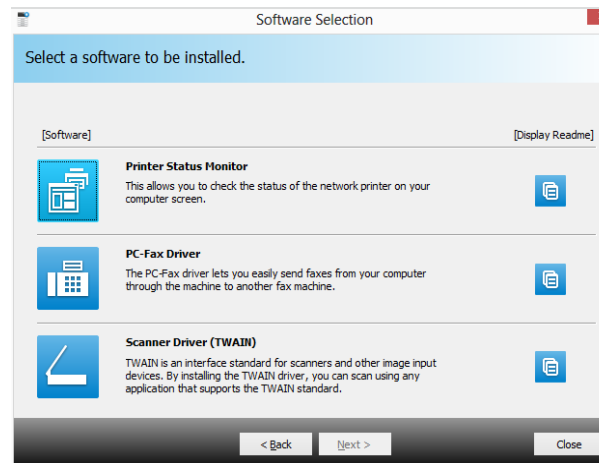 Software Selection
Select a software to be installed.
[Software]
[Display Readme]
Printer Status Monitor
This allows you to check the status of the network printer on your
computer screen.
PC-Fax Driver
The PC-Fax driver lets you easily send faxes from your computer
through the machine to another fax machine.
Scanner Driver (TWAIN)
TWAIN is an interface standard for scanners and other image input
devices. By installing the TWAIN driver, you can scan using any
application that supports the TWAIN standard.
< Back
Next >
Close